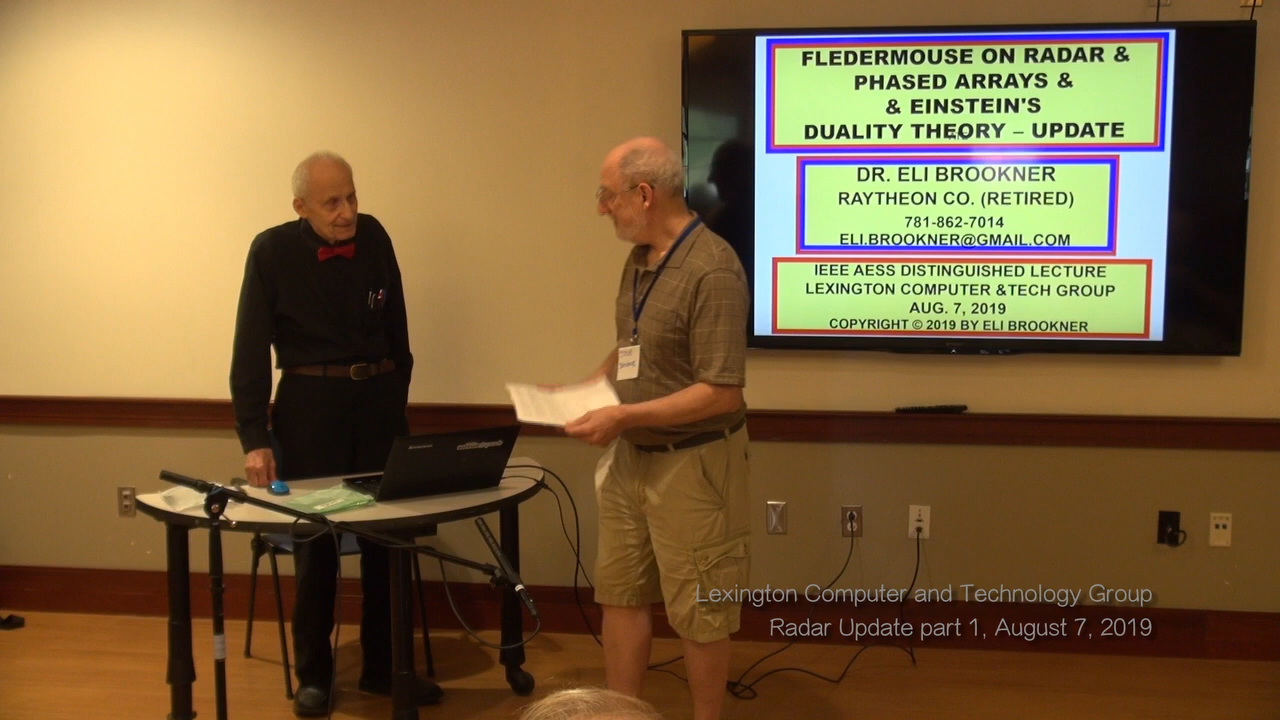 FLEDERMOUSE ON RADAR &
PHASED ARRAYS &
& EINSTEIN'S
DUALITY THEORY – UPDATE
DR. ELI BROOKNER
RAYTHEON CO. (RETIRED)
781-862-7014
ELI.BROOKNER@GMAIL.COM
IEEE AESS DISTINGUISHED LECTURE
LEXINGTON COMPUTER &TECH GROUP
AUG. 7, 2019
COPYRIGHT © 2019 BY ELI BROOKNER
Lexington Computer and Technology Group
Radar Update part 1, August 7, 2019